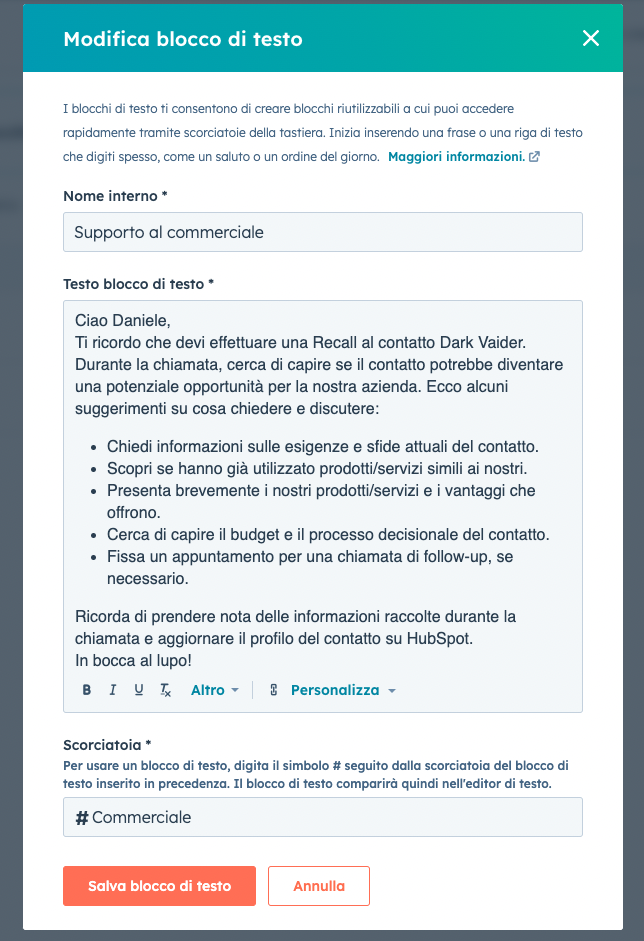 Modifica blocco di testo
I blocchi di testo ti consentono di creare blocchi riutilizzabili a cui puoi accedere
rapidamente tramite scorciatoie della tastiera. Inizia inserendo una frase o una riga di testo
che digiti spesso, come un saluto o un ordine del giorno. Maggiori informazioni.
Nome interno *
Supporto al commerciale
Testo blocco di testo *
Ciao Daniele,
Ti ricordo che devi effettuare una Recall al contatto Dark Vaider.
Durante la chiamata, cerca di capire se il contatto potrebbe diventare
una potenziale opportunità per la nostra azienda. Ecco alcuni
suggerimenti su cosa chiedere e discutere:
• Chiedi informazioni sulle esigenze e sfide attuali del contatto.
• Scopri se hanno già utilizzato prodotti/servizi simili ai nostri.
• Presenta brevemente i nostri prodotti/servizi e i vantaggi che
offrono.
• Cerca di capire il budget e il processo decisionale del contatto.
• Fissa un appuntamento per una chiamata di follow-up, se
necessario.
Ricorda di prendere nota delle informazioni raccolte durante la
chiamata e aggiornare il profilo del contatto su HubSpot.
In bocca al lupo!
B I U Tx Altro Personalizza
Scorciatoia *
Per usare un blocco di testo, digita il simbolo # seguito dalla scorciatoia del blocco di
testo inserito in precedenza. Il blocco di testo comparirà quindi nell'editor di testo.
# Commerciale
Salva blocco di testo Annulla